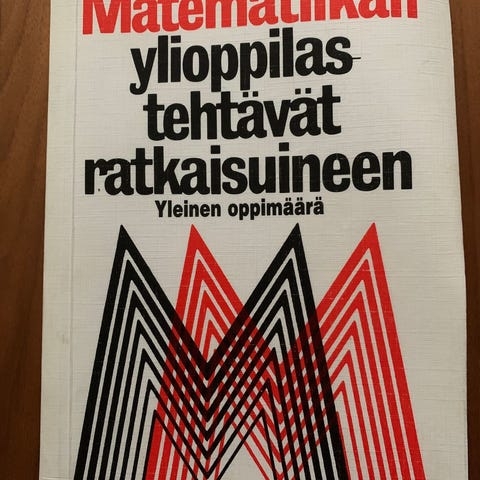 Matematiikan
ylioppilas-
tehtävät
ratkaisuineen
Yleinen oppimäärä